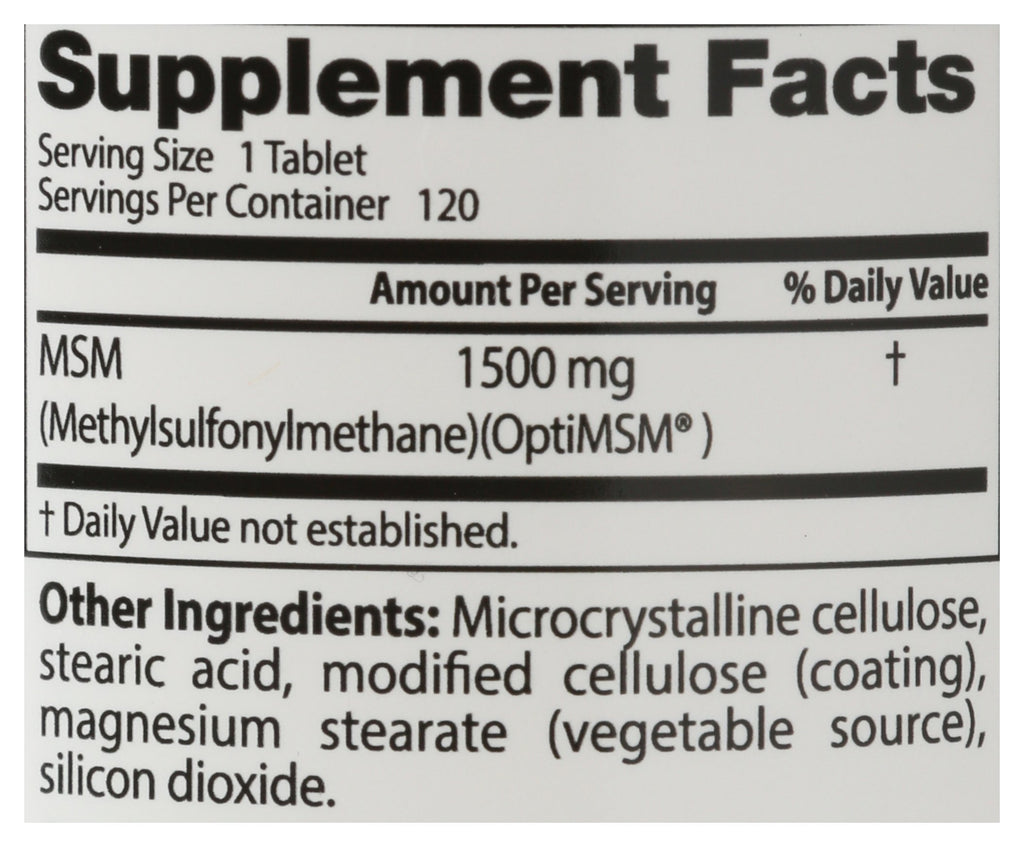 Supplement Facts
Serving Size 1 Tablet
Servings Per Container 120
Amount Per Serving % Daily Value
MSM 1500 mg †
(Methylsulfonylmethane)(OptiMSM® )
† Daily Value not established.
Other Ingredients: Microcrystalline cellulose,
stearic acid, modified cellulose (coating),
magnesium stearate (vegetable source),
silicon dioxide.